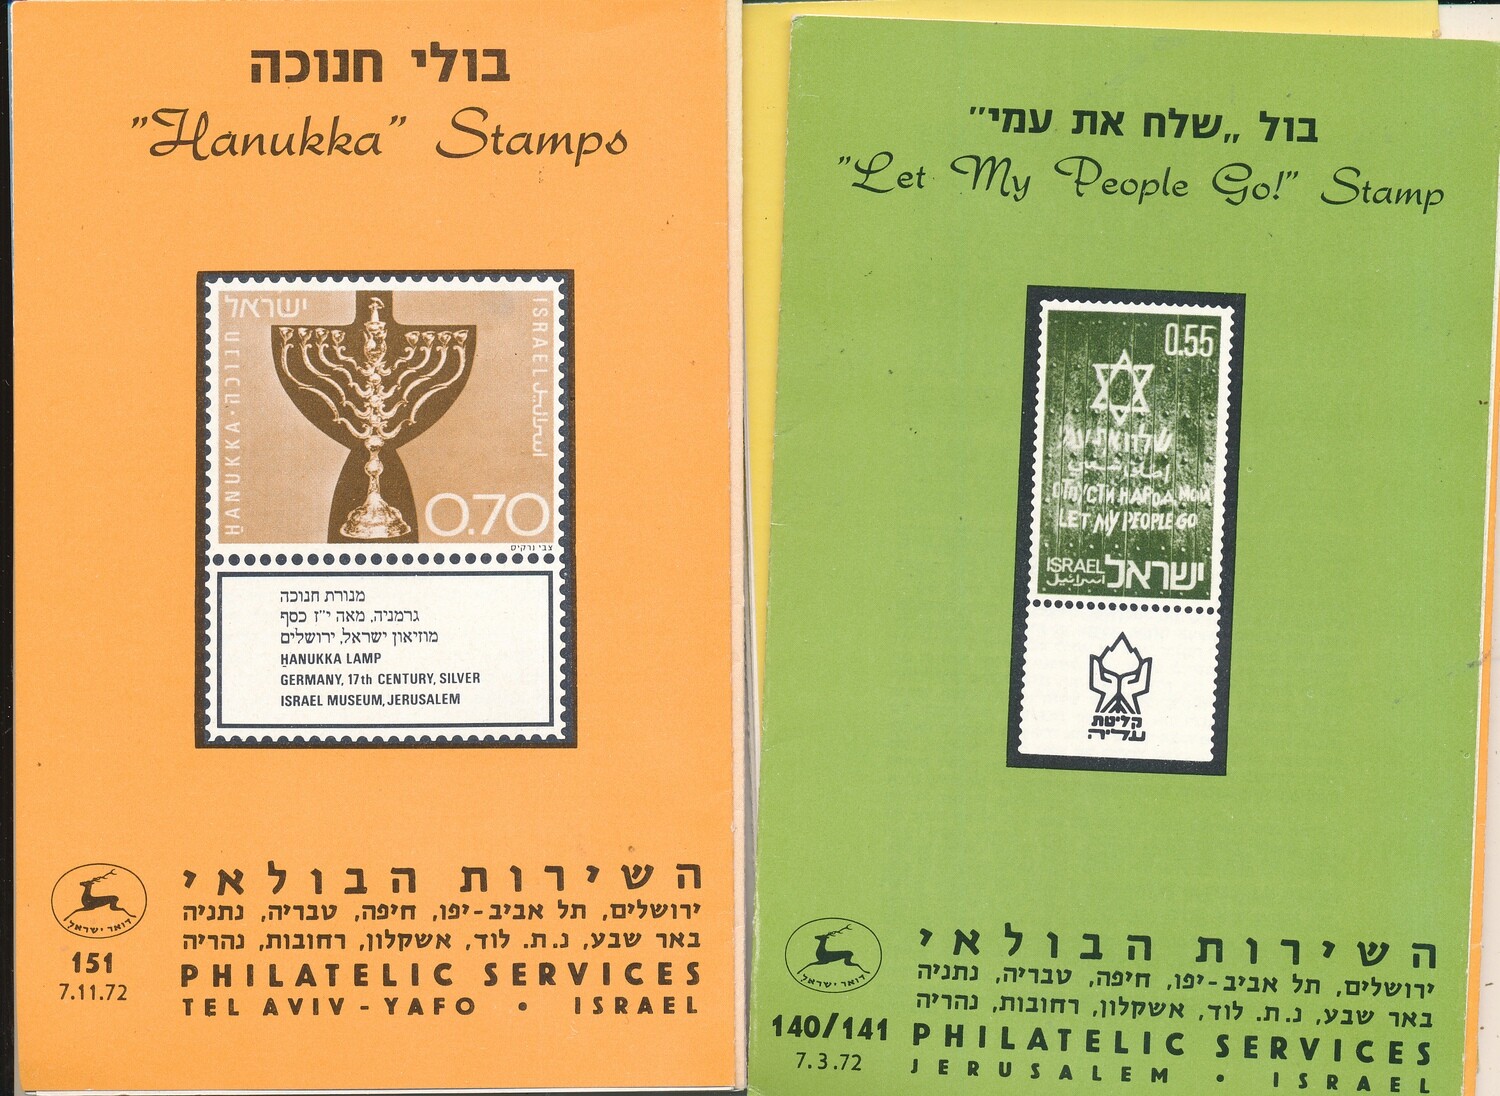 בולי חנוכה
"Hanukka" Stamps
ישראל
חנוכה
HANUKKA
ISRAEL
اسرائيل
0.70
צבי נרקיס
מנורת חנוכה
גרמניה, מאה י"ז כסף
מוזיאון ישראל, ירושלים
HANUKKA LAMP
GERMANY, 17th CENTURY, SILVER
ISRAEL MUSEUM, JERUSALEM
השירות הבולאי
ירושלים, תל אביב-יפו, חיפה, טבריה, נתניה
באר שבע, נ.ת. לוד, אשקלון, רחובות, נהריה
PHILATELIC SERVICES
TEL AVIV - YAFO • ISRAEL
דואר ישראל
151
7.11.72
בול „שלח את עמי"
"Let My People Go!" Stamp
0.55
שלח את עמי
ОТПУСТИ НАРОД МОЙ
LET MY PEOPLE GO
ISRAEL
اسرائيل
ישראל
קליטת
עליה
השירות הבולאי
ירושלים, תל אביב-יפו, חיפה, טבריה, נתניה
באר שבע, נ.ת. לוד, אשקלון, רחובות, נהריה
PHILATELIC SERVICES
JERUSALEM • ISRAEL
דואר ישראל
140/141
7.3.72